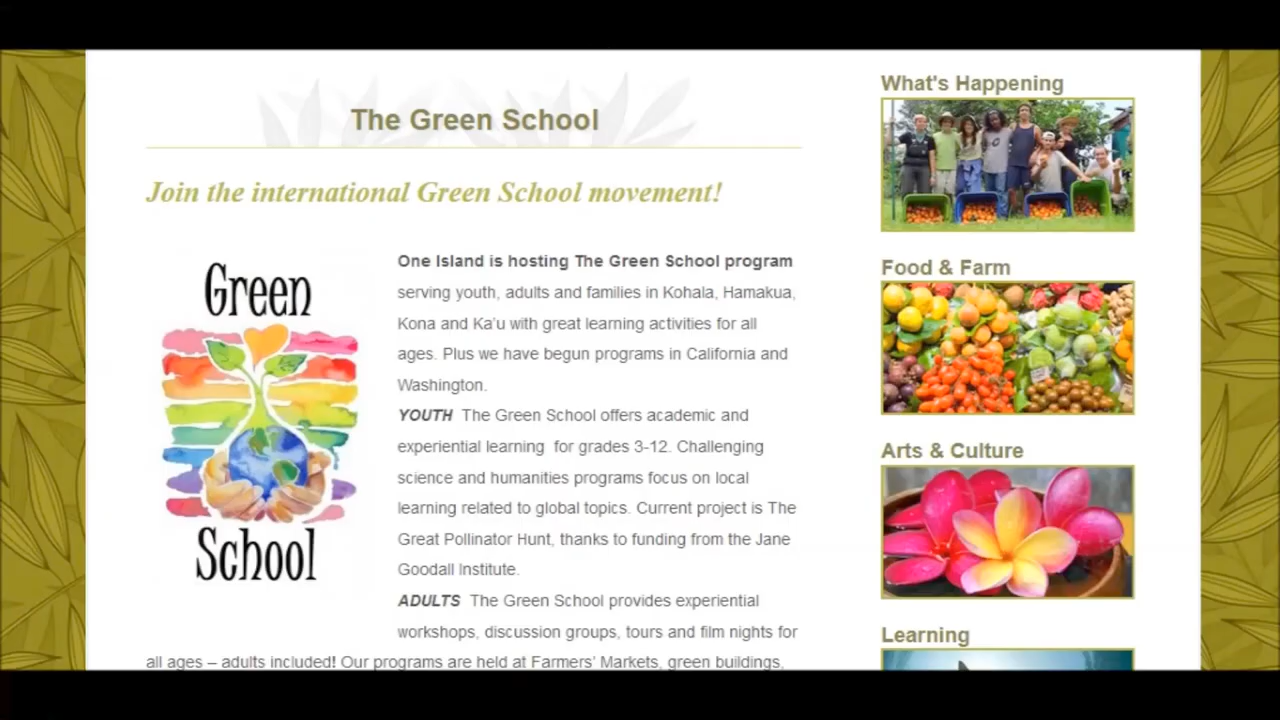 The Green School
Join the international Green School movement!
Green
School
One Island is hosting The Green School program
serving youth, adults and families in Kohala, Hamakua,
Kona and Ka'u with great learning activities for all
ages. Plus we have begun programs in California and
Washington.
YOUTH The Green School offers academic and
experiential learning for grades 3-12. Challenging
science and humanities programs focus on local
learning related to global topics. Current project is The
Great Pollinator Hunt, thanks to funding from the Jane
Goodall Institute.
ADULTS The Green School provides experiential
workshops, discussion groups, tours and film nights for
all ages – adults included! Our programs are held at Farmers' Markets, green buildings,
What's Happening
Food & Farm
Arts & Culture
Learning